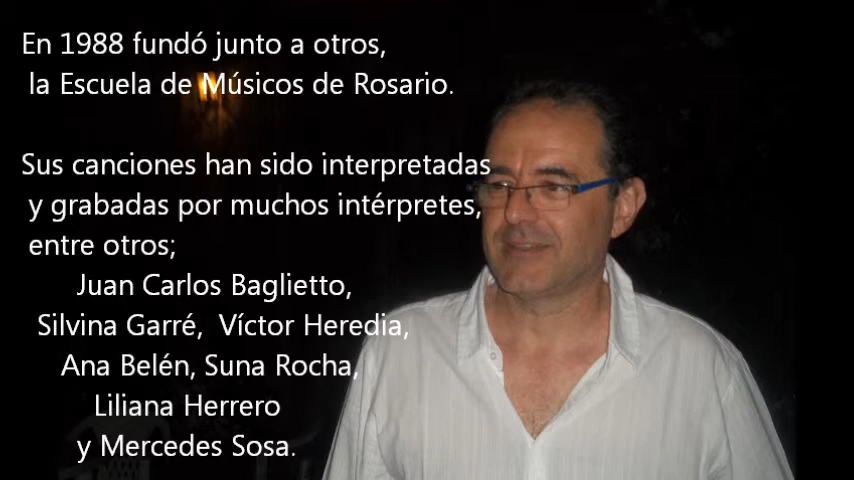 En 1988 fundó junto a otros,
la Escuela de Músicos de Rosario.
Sus canciones han sido interpretadas
y grabadas por muchos intérpretes,
entre otros;
Juan Carlos Baglietto,
Silvina Garré, Víctor Heredia,
Ana Belén, Suna Rocha,
Liliana Herrero
y Mercedes Sosa.